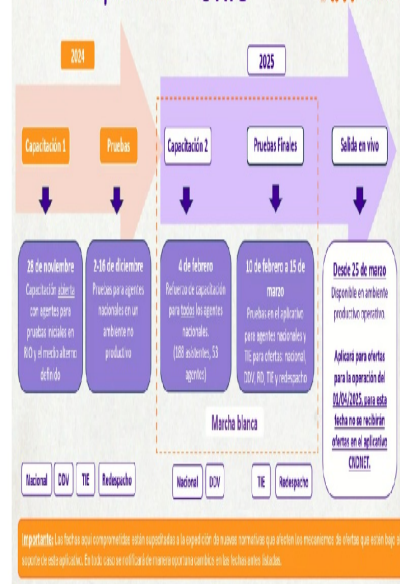 2024
2025
Capacitación 1
Pruebas
Capacitación 2
Pruebas Finales
Salida en vivo
28 de noviembre
Capacitación abierta
con agentes para
pruebas iniciales en
RIO y el medio alterno
definido
2-16 de diciembre
Pruebas para agentes
nacionales en un
ambiente no
productivo
4 de febrero
Refuerzo de capacitación
para todos los agentes
nacionales.
(188 asistentes, 53
agentes)
10 de febrero a 15 de
marzo
Pruebas en el aplicativo
para agentes nacionales y
TIE para ofertas: nacional,
DDV, RD, TIE y redespacho
Desde 25 de marzo
Disponible en ambiente
productivo operativo.
Aplicará para ofertas
para la operación del
01/04/2025, para esta
fecha no se recibirán
ofertas en el aplicativo
CNDNET.
Marcha blanca
Nacional
DDV
TIE
Redespacho
Nacional
DDV
TIE
Redespacho
Importante: Las fechas aquí comprometidas están supeditadas a la expedición de nuevas normativas que afecten los mecanismos de ofertas que esten bajo el
soporte de este aplicativo. En todo caso se notificará de manera oportuna cambios en las fechas antes listadas.